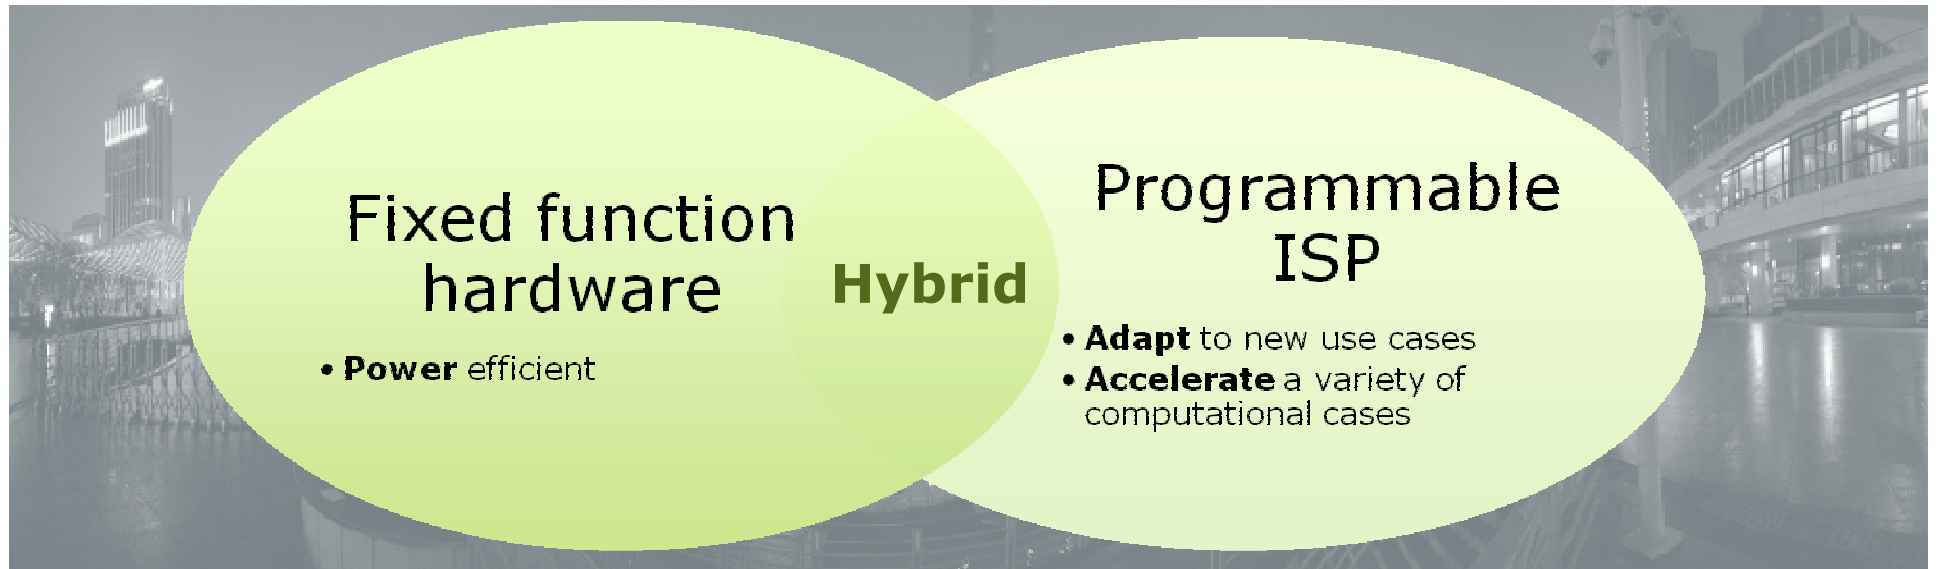 Fixed function
hardware
• Power efficient
Hybrid
Programmable
ISP
• Adapt to new use cases
• Accelerate a variety of
computational cases